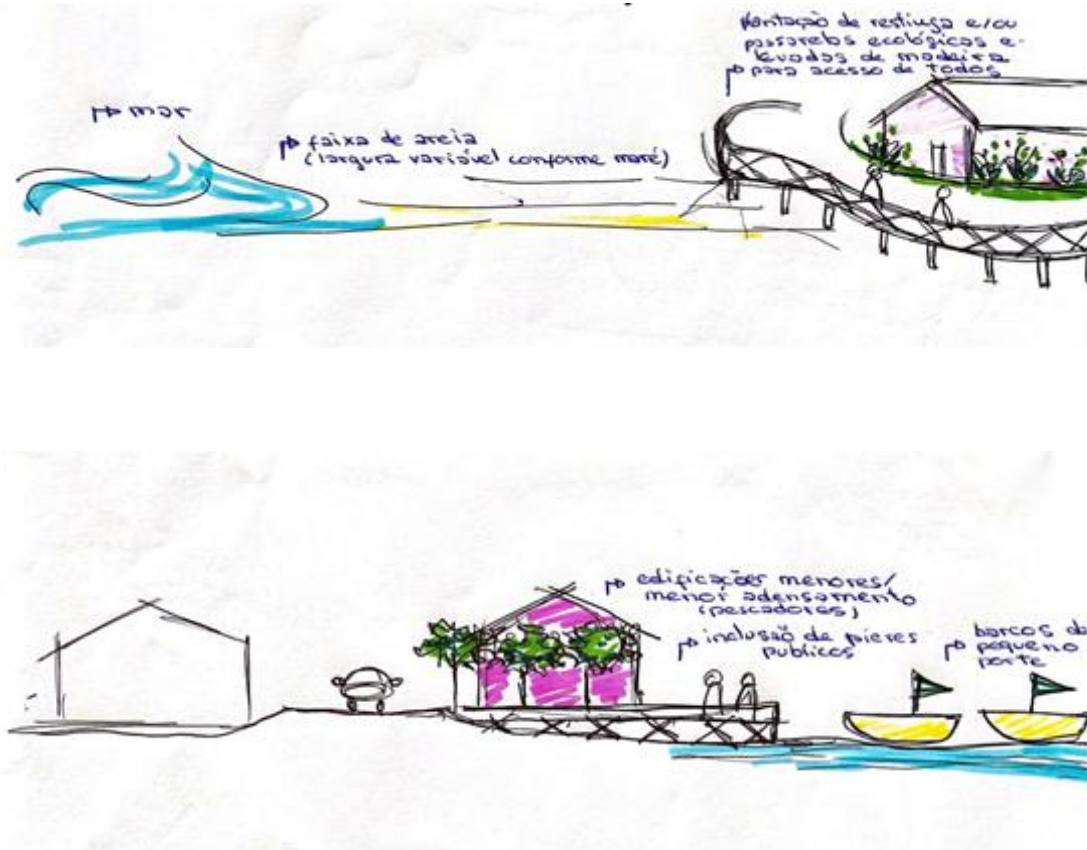 plantação de restinga e/ou
passarelas ecológicas e-
levadas de madeira
para acesso de todos
mar
faixa de areia
(largura variável conforme maré)
edificações menores/
menor adensamento
(pescadores)
inclusão de píeres
publicos
barcos de
pequeno
porte